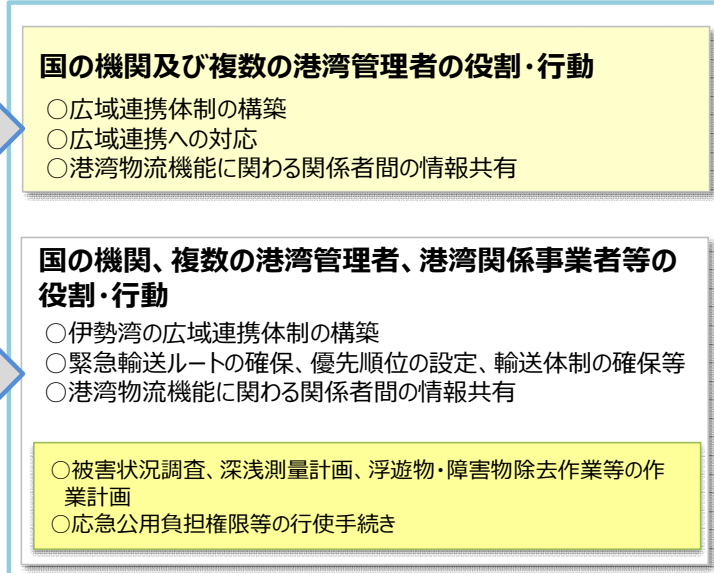 国の機関及び複数の港湾管理者の役割・行動
○広域連携体制の構築
○広域連携への対応
○港湾物流機能に関わる関係者間の情報共有
国の機関、複数の港湾管理者、港湾関係事業者等の
役割・行動
○伊勢湾の広域連携体制の構築
○緊急輸送ルートの確保、優先順位の設定、輸送体制の確保等
○港湾物流機能に関わる関係者間の情報共有
○被害状況調査、深浅測量計画、浮遊物・障害物除去作業等の作
業計画
○応急公用負担権限等の行使手続き